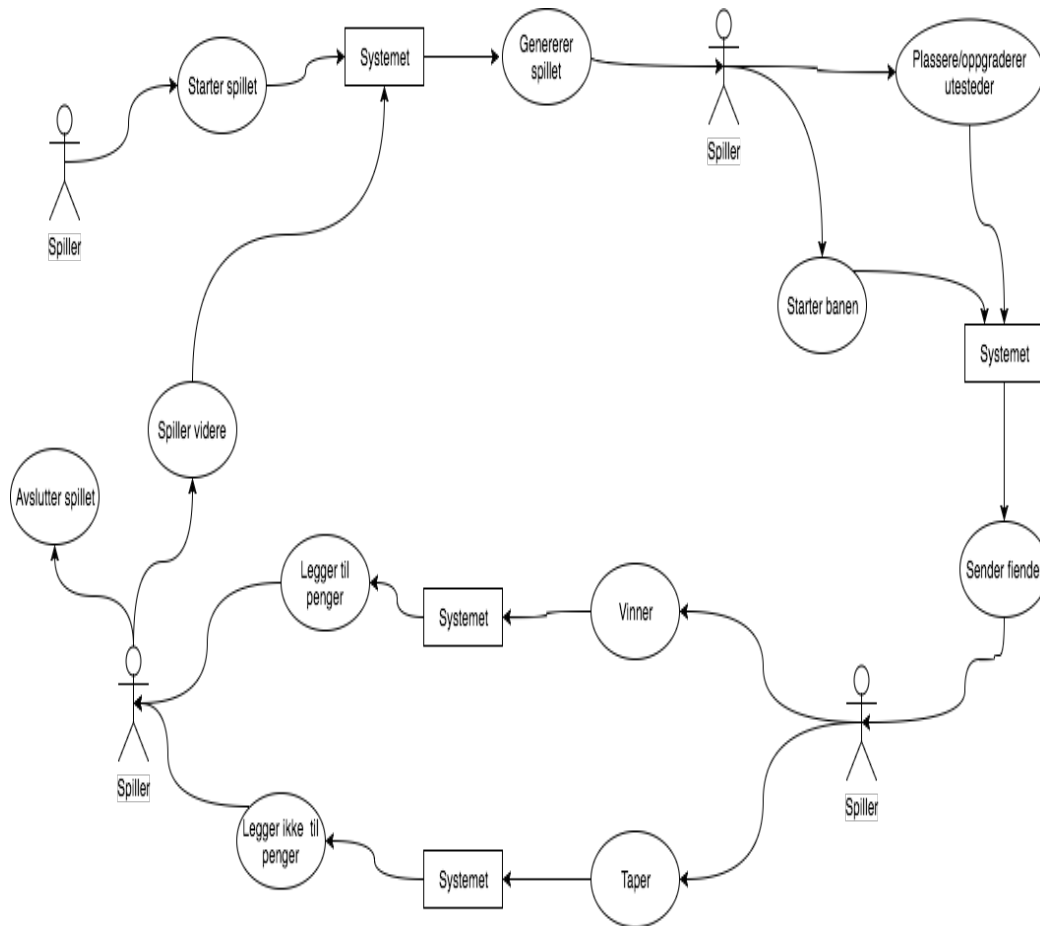 Starter spillet
Systemet
Genererer
spillet
Spiller
Plassere/oppgraderer
utesteder
Spiller
Starter banen
Systemet
Spiller videre
Avslutter spillet
Sender fiende
Legger til
penger
Systemet
Vinner
Spiller
Spiller
Legger ikke til
penger
Systemet
Taper